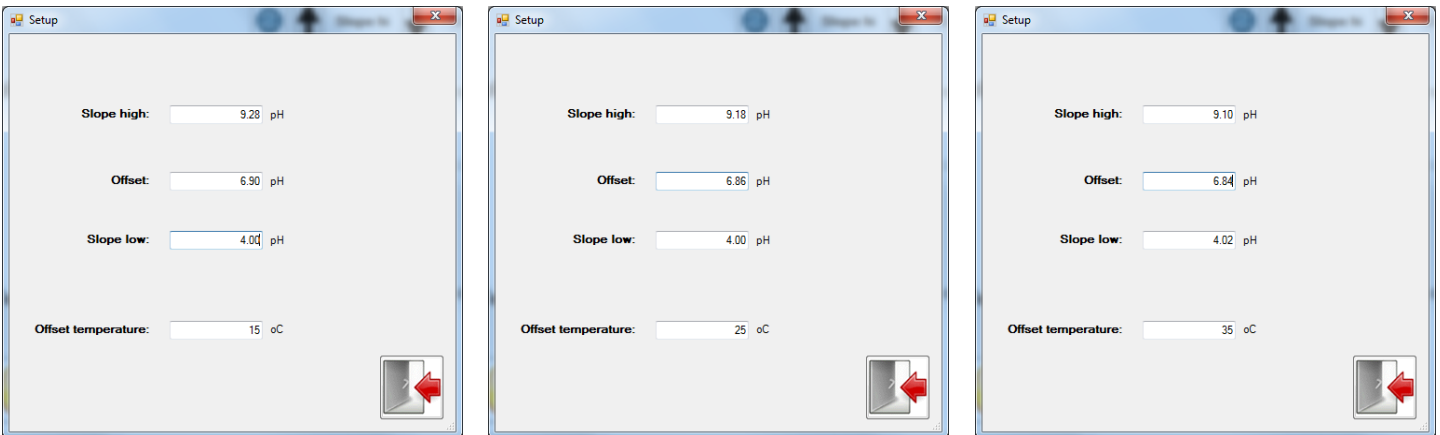 Setup
Slope high: 9.28 pH
Offset: 6.90 pH
Slope low: 4.00 pH
Offset temperature: 15 oC
Setup
Slope high: 9.18 pH
Offset: 6.86 pH
Slope low: 4.00 pH
Offset temperature: 25 oC
Setup
Slope high: 9.10 pH
Offset: 6.84 pH
Slope low: 4.02 pH
Offset temperature: 35 oC